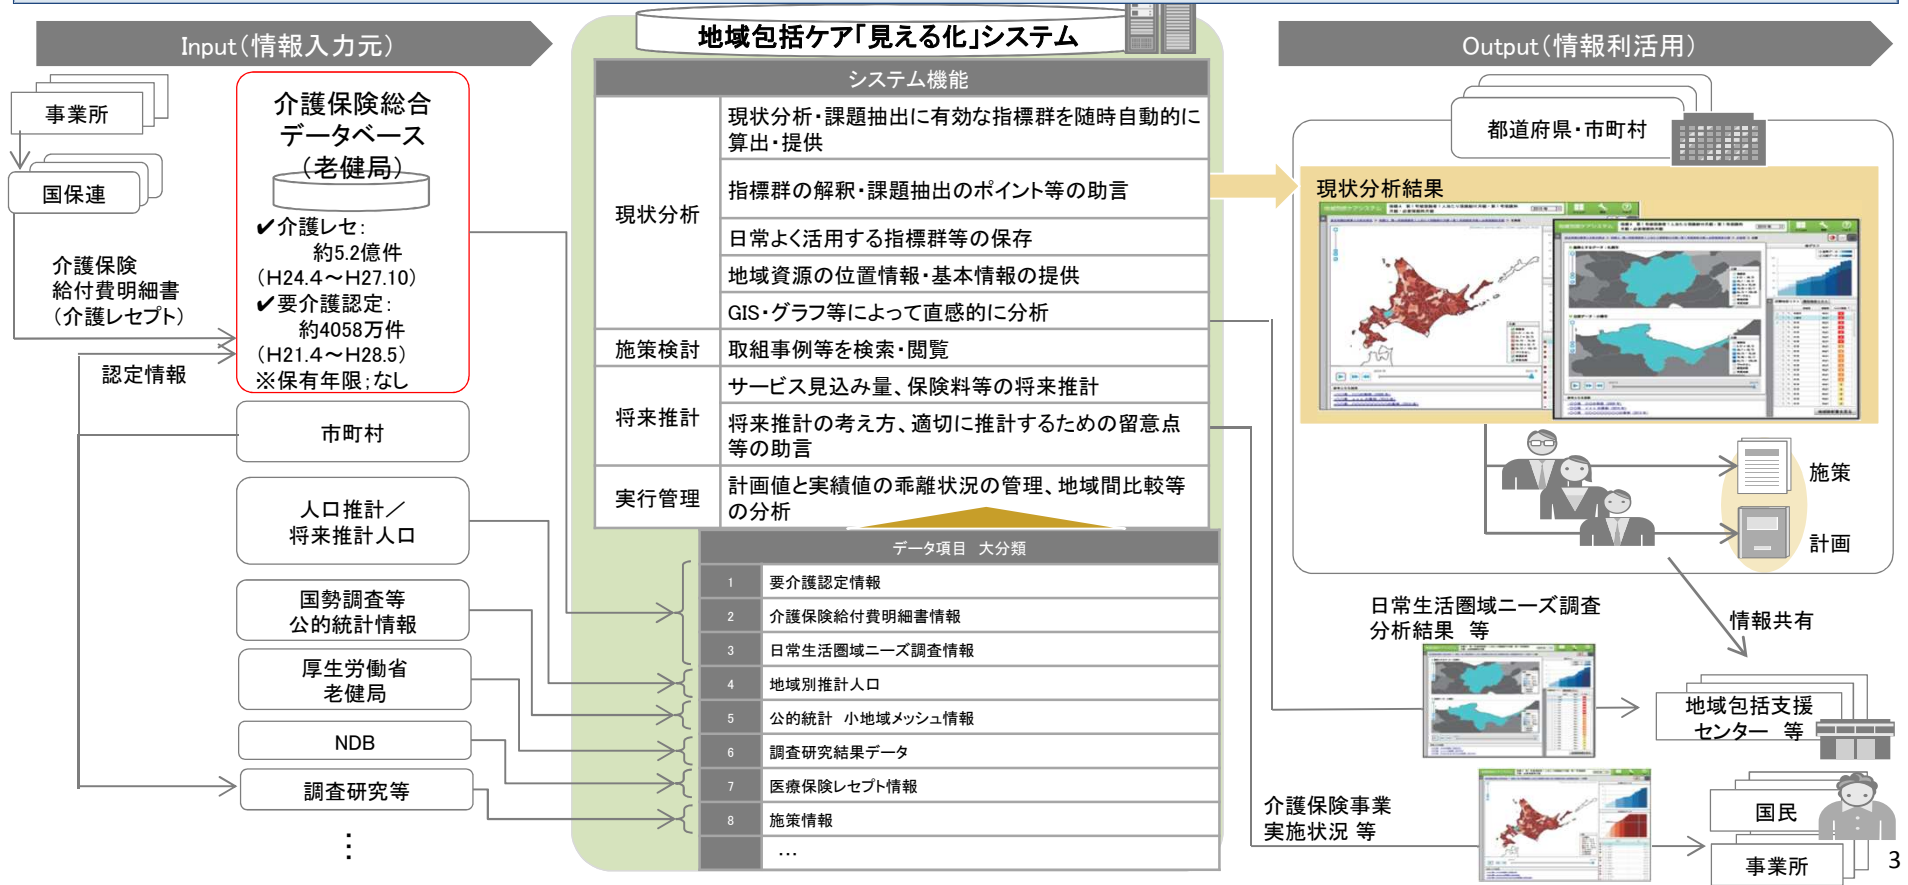 Input(情報入力元)
地域包括ケア「見える化」システム
Output(情報利活用)
事業所
国保連
介護保険
給付費明細書
(介護レセプト)
認定情報
介護保険総合
データベース
(老健局)
✔介護レセ:
約5.2億件
(H24.4～H27.10)
✔要介護認定:
約4058万件
(H21.4～H28.5)
※保有年限;なし
市町村
人口推計／
将来推計人口
国勢調査等
公的統計情報
厚生労働省
老健局
NDB
調査研究等
⋮
システム機能
現状分析
現状分析・課題抽出に有効な指標群を随時自動的に
算出・提供
指標群の解釈・課題抽出のポイント等の助言
日常よく活用する指標群等の保存
地域資源の位置情報・基本情報の提供
GIS・グラフ等によって直感的に分析
施策検討
取組事例等を検索・閲覧
将来推計
サービス見込み量、保険料等の将来推計
将来推計の考え方、適切に推計するための留意点
等の助言
実行管理
計画値と実績値の乖離状況の管理、地域間比較等
の分析
データ項目 大分類
1 要介護認定情報
2 介護保険給付費明細書情報
3 日常生活圏域ニーズ調査情報
4 地域別推計人口
5 公的統計 小地域メッシュ情報
6 調査研究結果データ
7 医療保険レセプト情報
8 施策情報
…
都道府県・市町村
現状分析結果
施策
計画
日常生活圏域ニーズ調査
分析結果 等
情報共有
地域包括支援
センター 等
介護保険事業
実施状況 等
国民
事業所
3